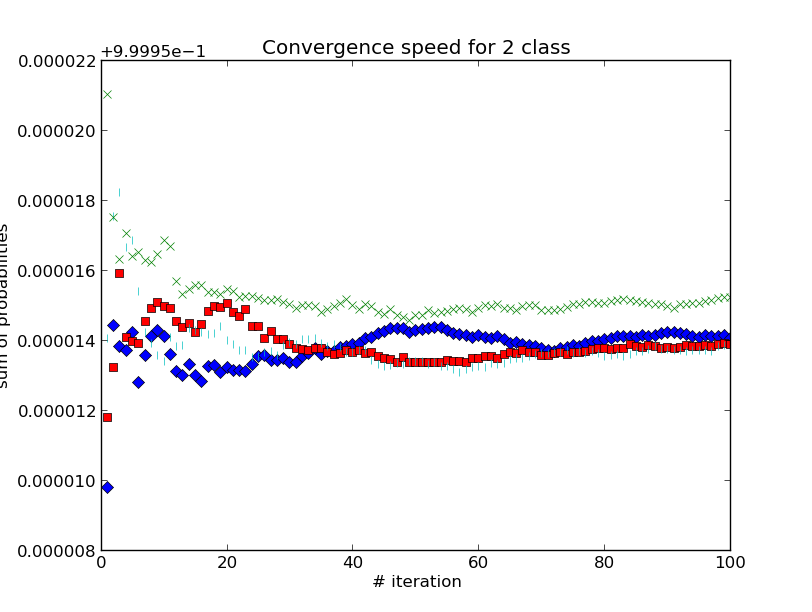 Convergence speed for 2 class
+9.9995e−1
0.000022
0.000020
0.000018
0.000016
0.000014
0.000012
0.000010
0.000008
sum of probabilities
0 20 40 60 80 100
# iteration